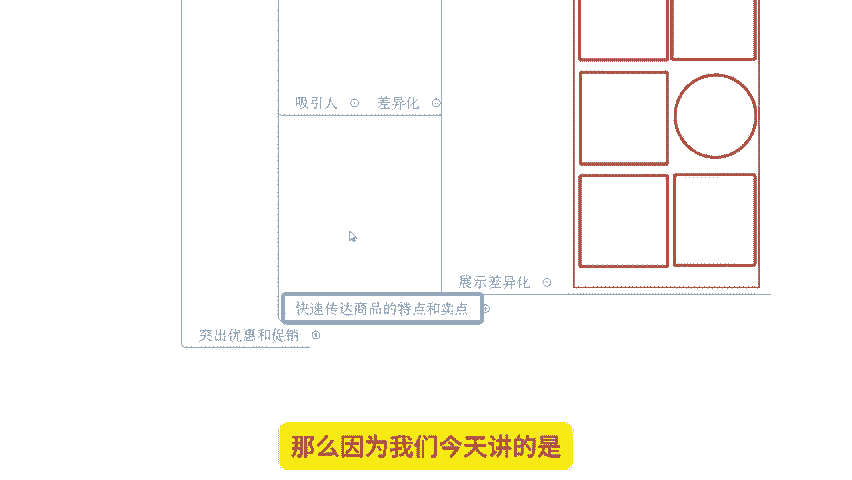 吸引人 差异化
展示差异化
快速传达商品的特点和卖点
突出优惠和促销
那么因为我们今天讲的是